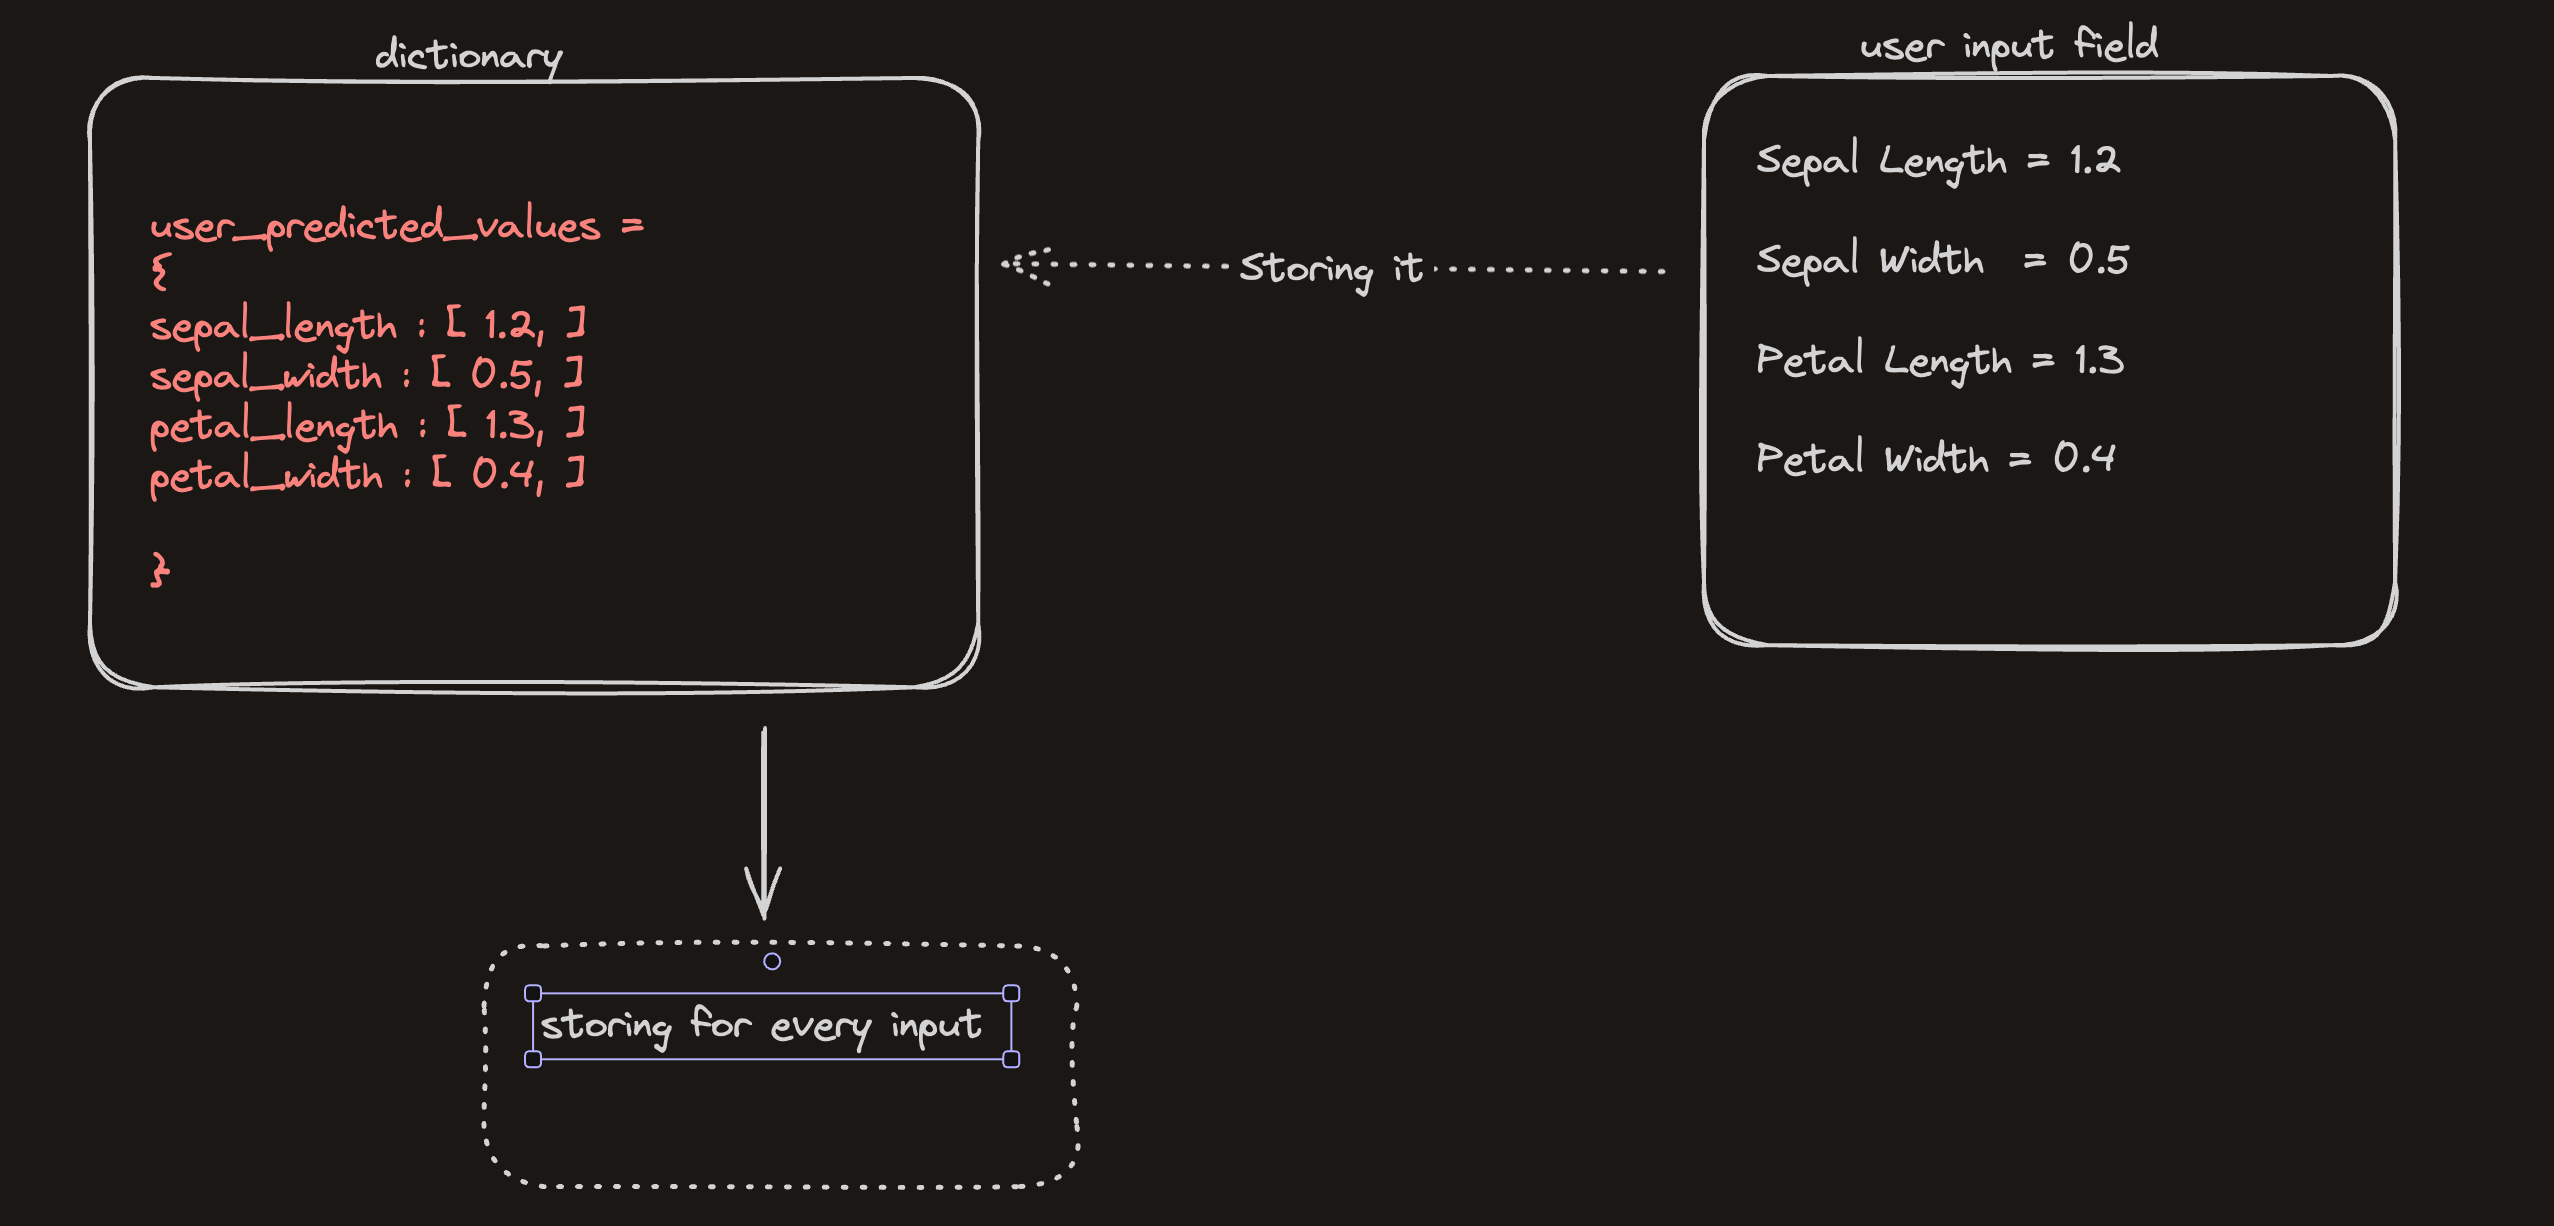 dictionary
user_predicted_values =
{
sepal_length : [ 1.2, ]
sepal_width : [ 0.5, ]
petal_length : [ 1.3, ]
petal_width : [ 0.4, ]
}
Storing it
user input field
Sepal Length = 1.2
Sepal Width = 0.5
Petal Length = 1.3
Petal Width = 0.4
storing for every input